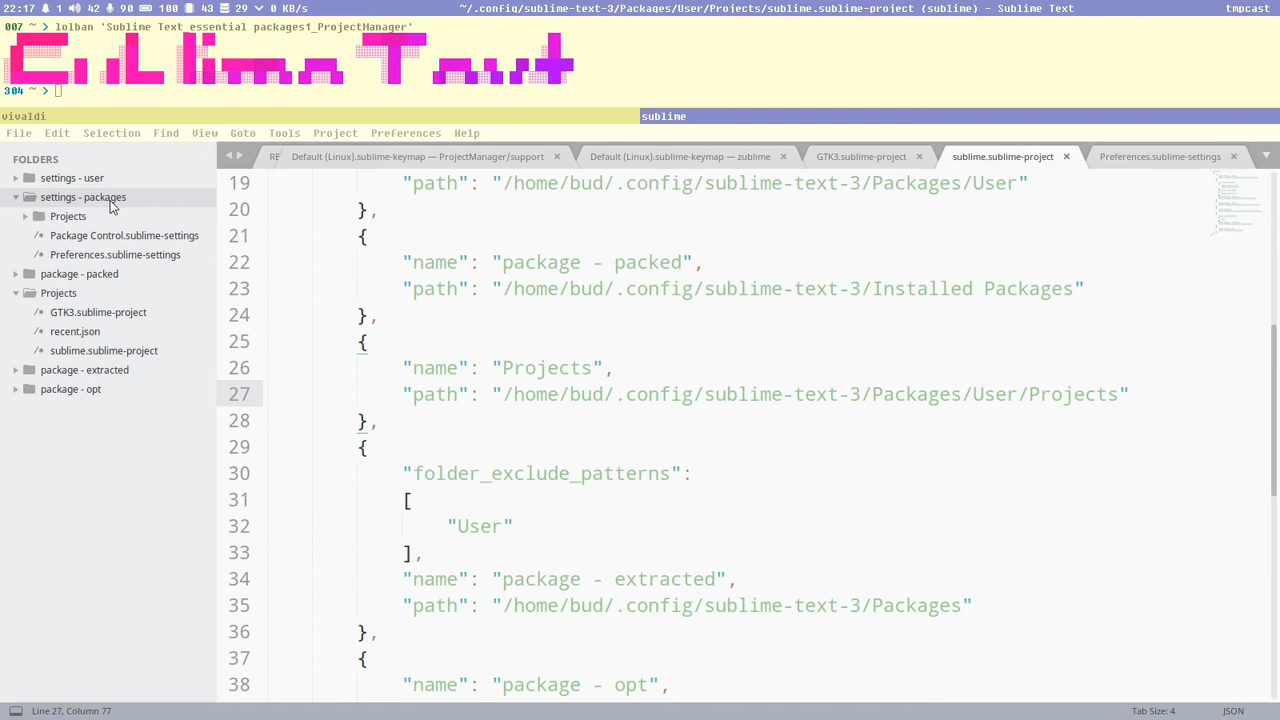 22:17 1 42 90 100 43 29 0 KB/s ~/.config/sublime-text-3/Packages/User/Projects/sublime.sublime-project (sublime) - Sublime Text tmpcast
007 ~ > lolban 'Sublime Text essential packages1_ProjectManager'
304 ~ >
vivaldi sublime
File Edit Selection Find View Goto Tools Project Preferences Help
FOLDERS
settings - user
settings - packages
Projects
Package Control.sublime-settings
Preferences.sublime-settings
package - packed
Projects
GTK3.sublime-project
recent.json
sublime.sublime-project
package - extracted
package - opt
RE Default (Linux).sublime-keymap — ProjectManager/support × Default (Linux).sublime-keymap — zublime × GTK3.sublime-project × sublime.sublime-project × Preferences.sublime-settings ×
19 "path": "/home/bud/.config/sublime-text-3/Packages/User"
20 },
21 {
22 "name": "package - packed",
23 "path": "/home/bud/.config/sublime-text-3/Installed Packages"
24 },
25 {
26 "name": "Projects",
27 "path": "/home/bud/.config/sublime-text-3/Packages/User/Projects"
28 },
29 {
30 "folder_exclude_patterns":
31 [
32 "User"
33 ],
34 "name": "package - extracted",
35 "path": "/home/bud/.config/sublime-text-3/Packages"
36 },
37 {
38 "name": "package - opt",
Line 27, Column 77 Tab Size: 4 JSON